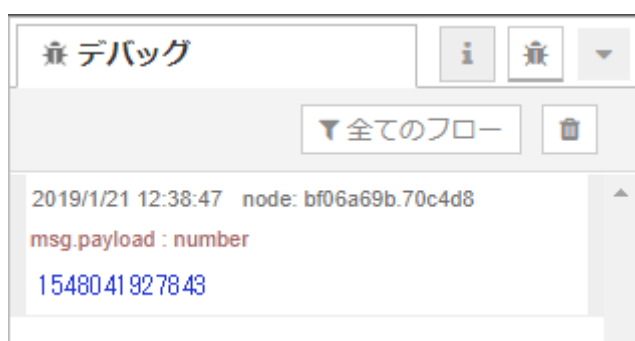 デバッグ
i
全てのフロー
2019/1/21 12:38:47 node: bf06a69b.70c4d8
msg.payload : number
1548041927843